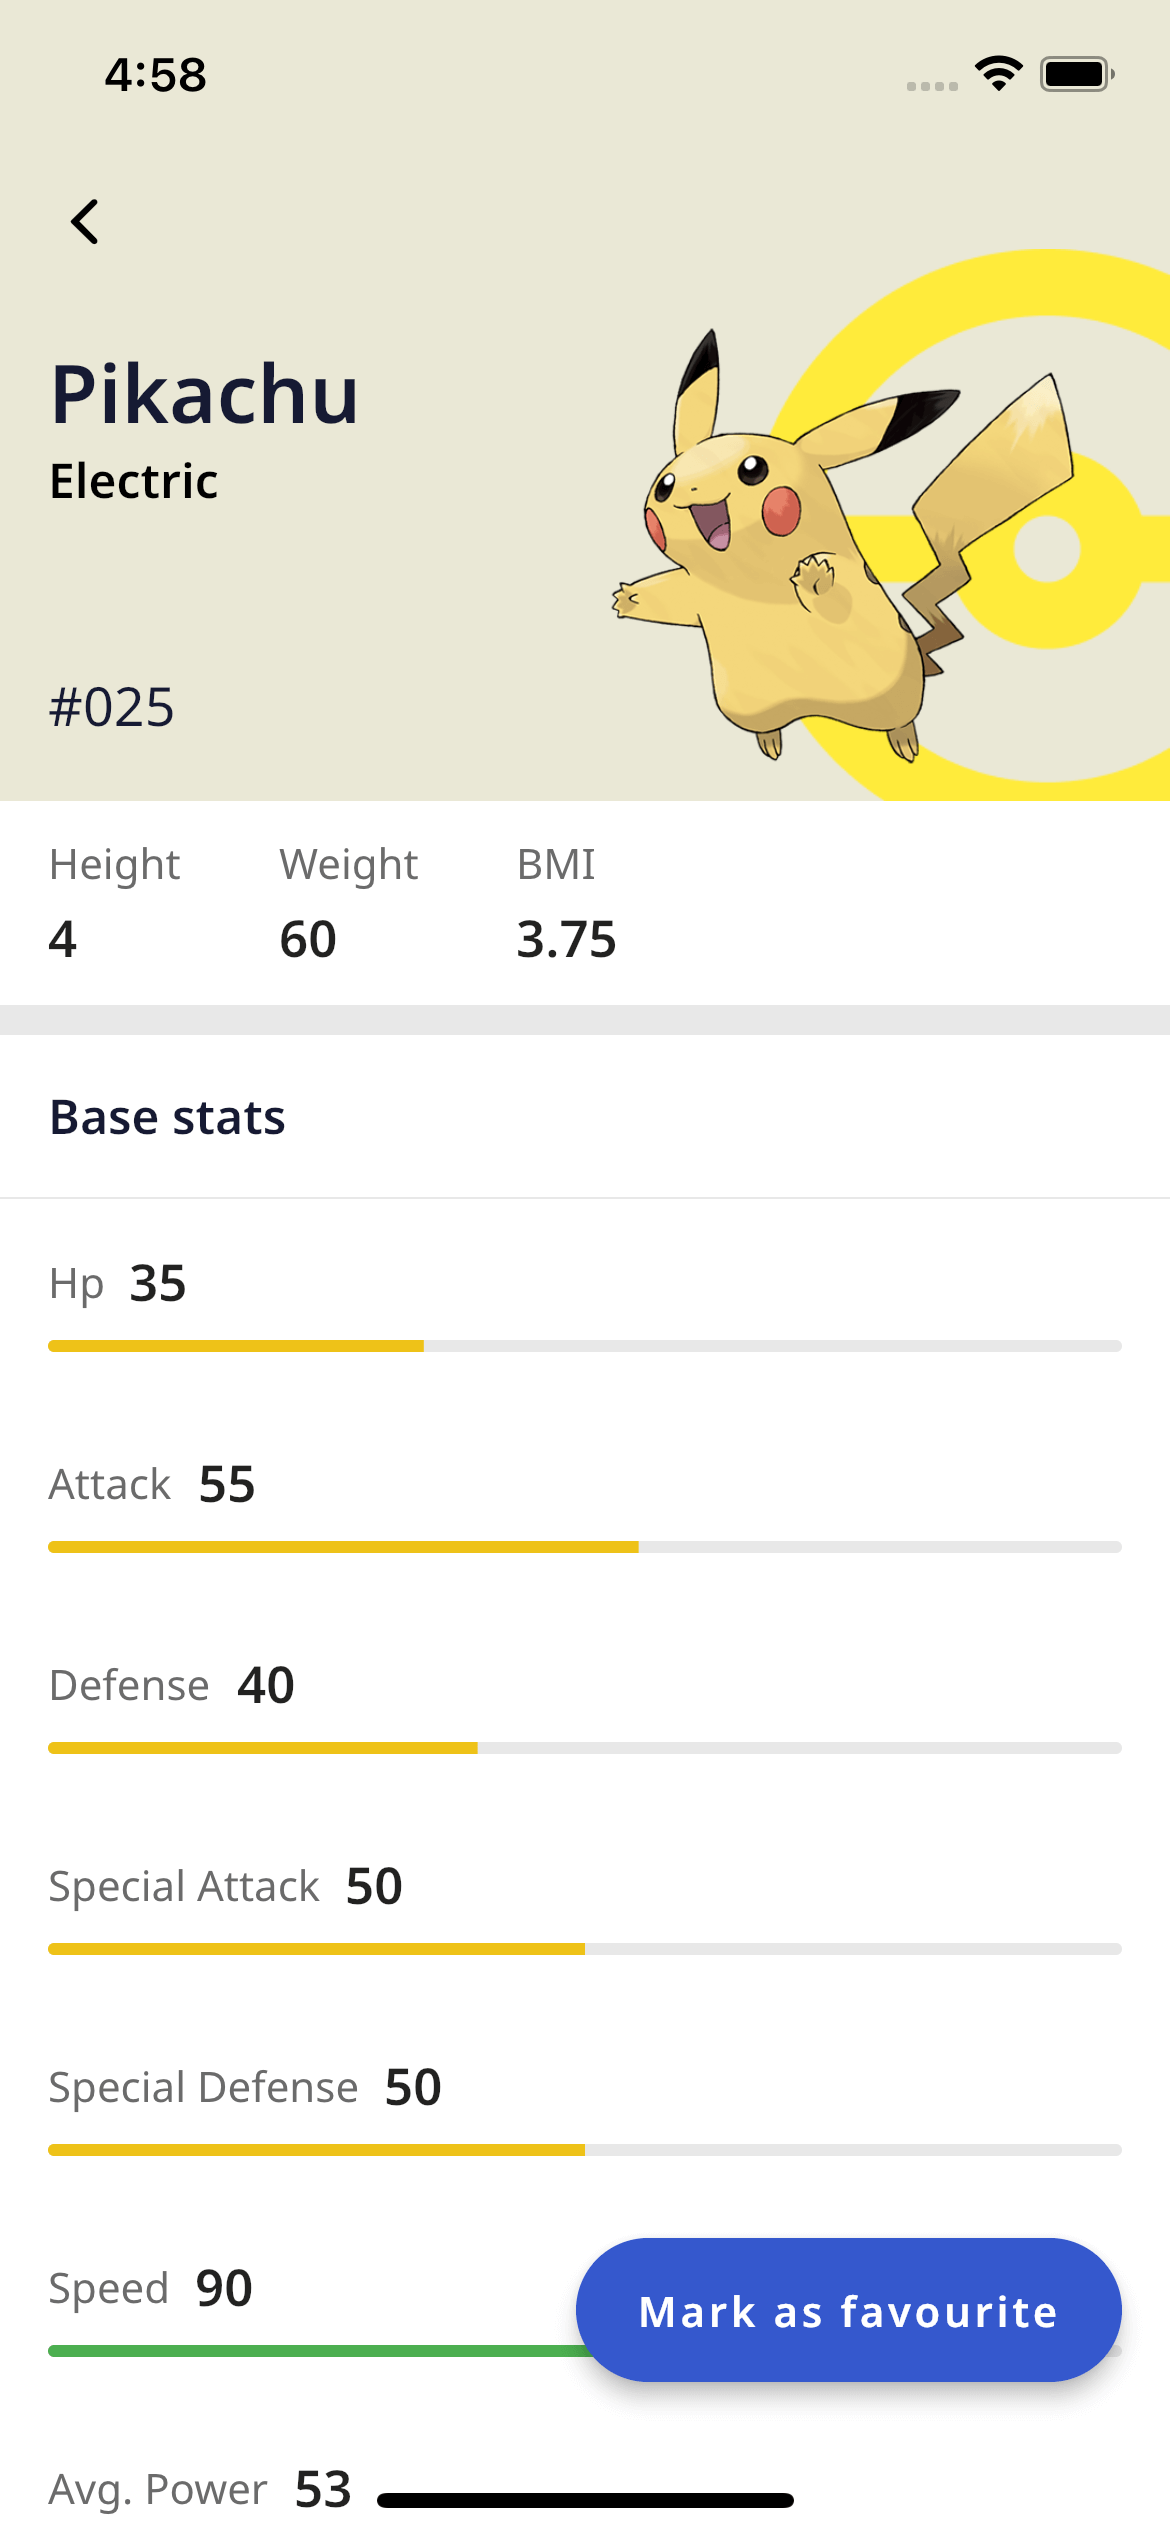 4:58
Pikachu
Electric
#025
Height Weight BMI
4 60 3.75
Base stats
Hp 35
Attack 55
Defense 40
Special Attack 50
Special Defense 50
Speed 90
Mark as favourite
Avg. Power 53